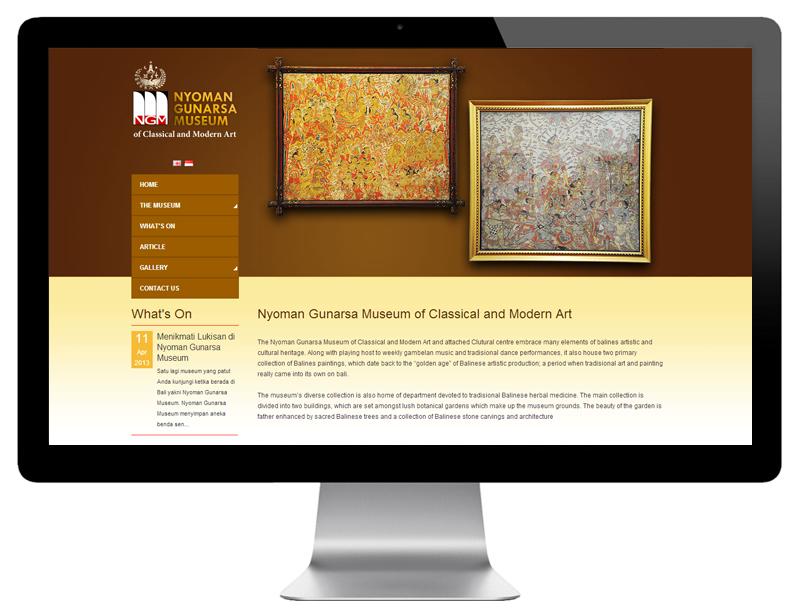 NYOMAN
GUNARSA
MUSEUM
NGM
of Classical and Modern Art
HOME
THE MUSEUM
WHAT'S ON
ARTICLE
GALLERY
CONTACT US
What's On
11
Apr
2013
Menikmati Lukisan di
Nyoman Gunarsa
Museum
Satu lagi museum yang patut
Anda kunjungi ketika berada di
Bali yakni Nyoman Gunarsa
Museum. Nyoman Gunarsa
Museum menyimpan aneka
benda sen...
Nyoman Gunarsa Museum of Classical and Modern Art
The Nyoman Gunarsa Museum of Classical and Modern Art and attached Clutural centre embrace many elements of balines artistic and
cultural heritage. Along with playing host to weekly gambelan music and tradisional dance performances, it also house two primary
collection of Balines paintings, which date back to the "golden age" of Balinese artistic production; a period when tradisional art and painting
really came into its own on bali.
The museum's diverse collection is also home of department devoted to tradisional Balinese herbal medicine. The main collection is
divided into two buildings, which are set amongst lush botanical gardens which make up the museum grounds. The beauty of the garden is
father enhanced by sacred Balinese trees and a collection of Balinese stone carvings and architecture